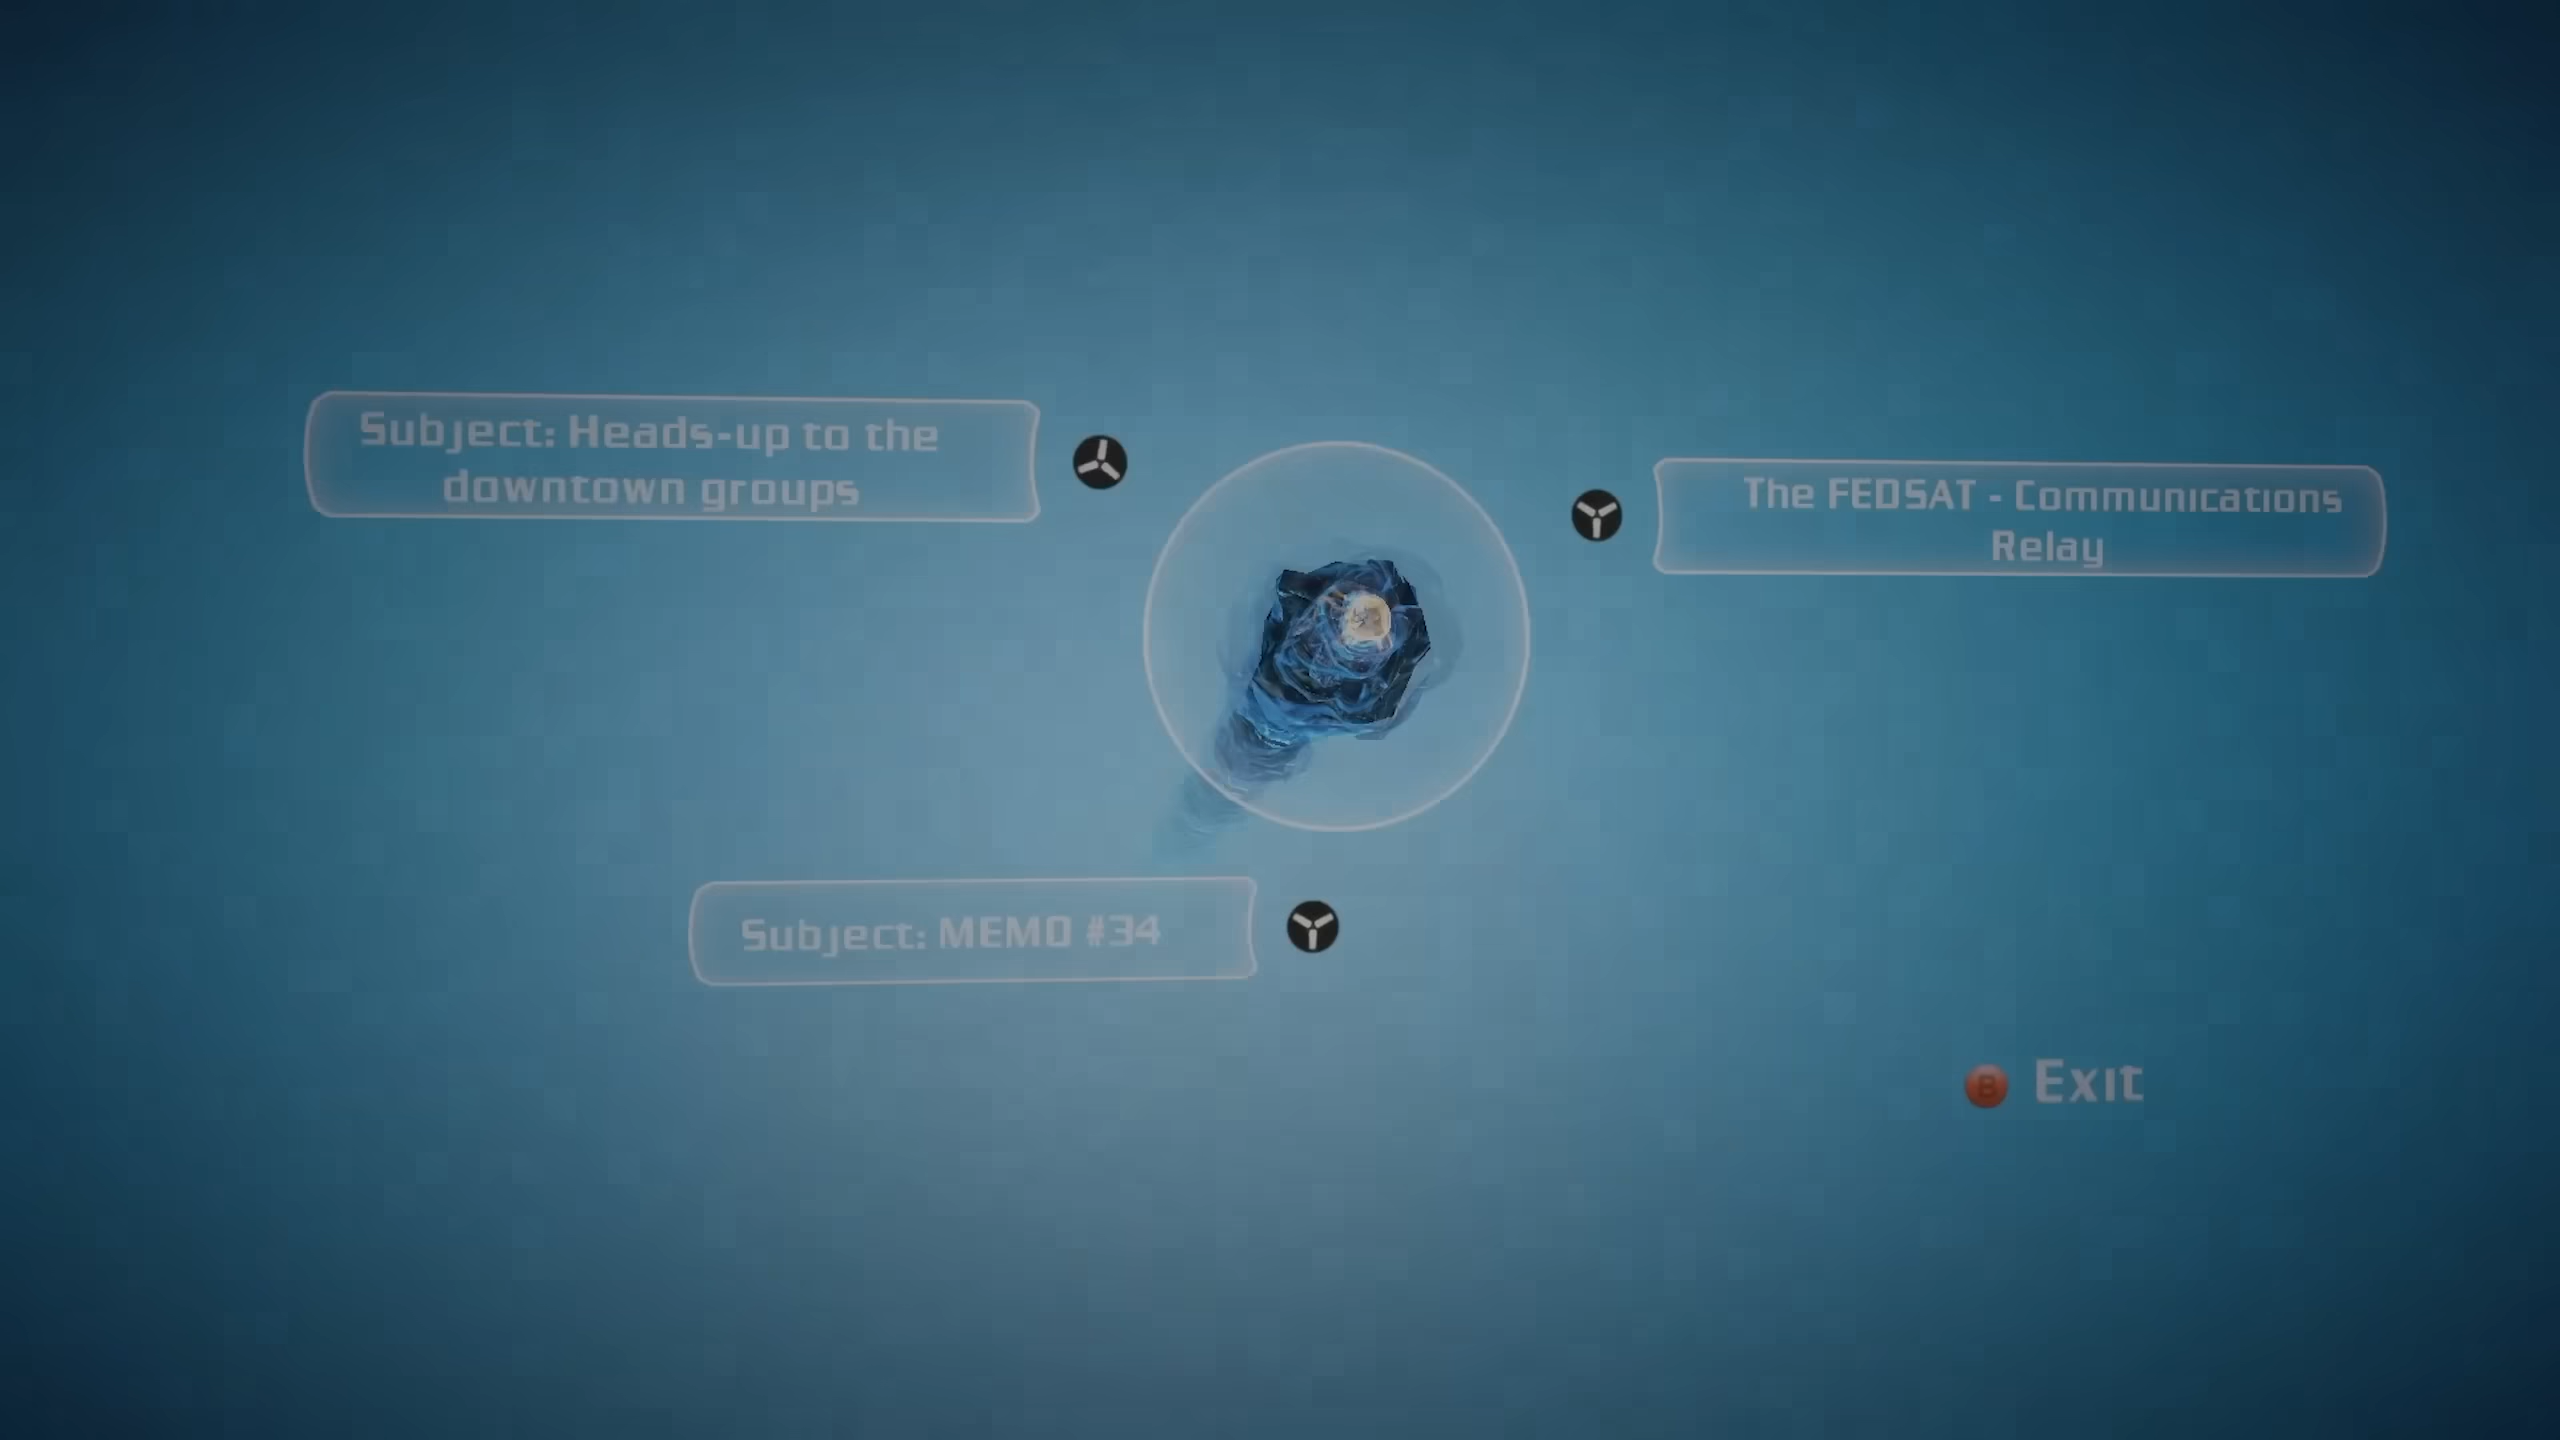 Subject: Heads-up to the
downtown groups
The FEDSAT - Communications
Relay
Subject: MEMO #34
B Exit